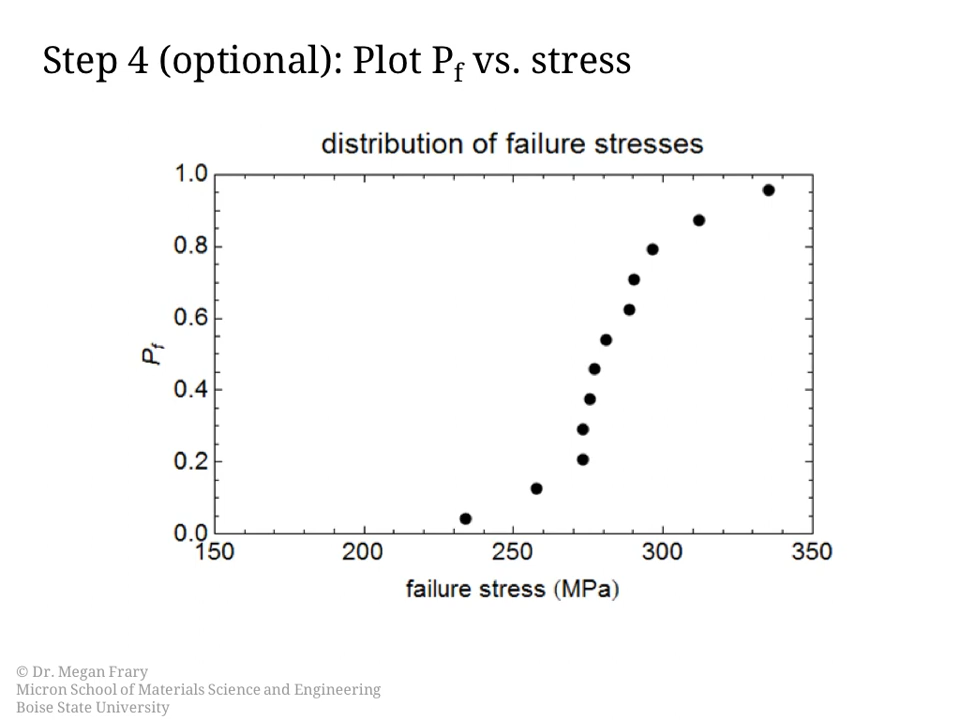 Step 4 (optional): Plot Pf vs. stress
distribution of failure stresses
1.0
0.8
0.6
0.4
0.2
0.0
Pf
150 200 250 300 350
failure stress (MPa)
© Dr. Megan Frary
Micron School of Materials Science and Engineering
Boise State University